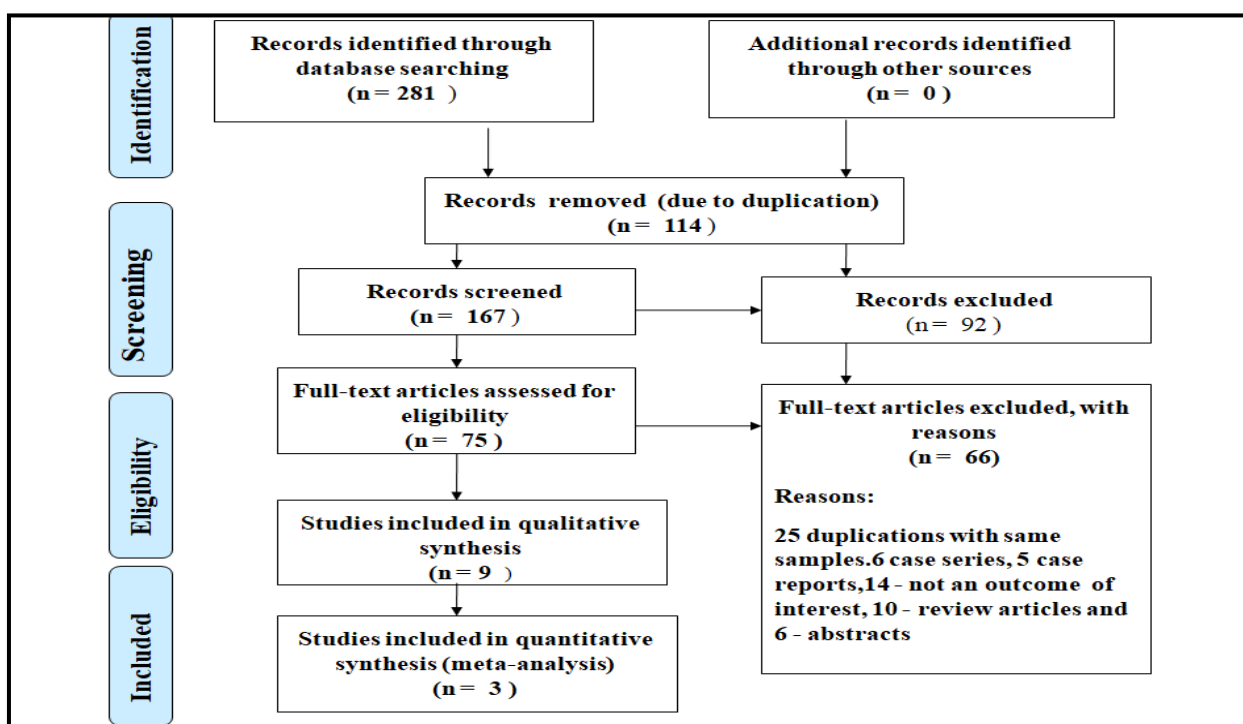 Identification
Records identified through
database searching
(n = 281 )
Additional records identified
through other sources
(n = 0 )
Records removed (due to duplication)
(n = 114 )
Screening
Records screened
(n = 167 )
Records excluded
(n = 92 )
Eligibility
Full-text articles assessed for
eligibility
(n = 75 )
Full-text articles excluded, with
reasons
(n = 66)
Reasons:
25 duplications with same
samples.6 case series, 5 case
reports,14 - not an outcome of
interest, 10 - review articles and
6 - abstracts
Studies included in qualitative
synthesis
(n = 9 )
Included
Studies included in quantitative
synthesis (meta-analysis)
(n = 3 )